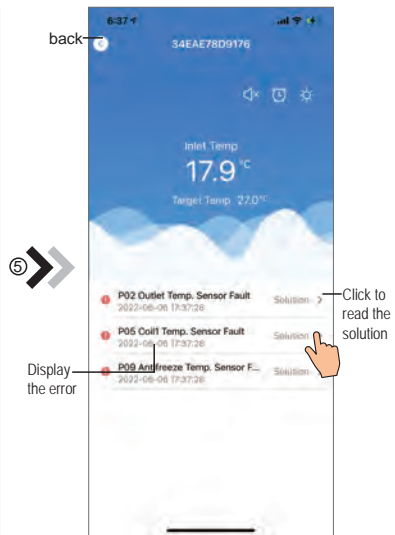 6:37
back
34EAE78D9176
Inlet Temp
17.9 °C
Target Temp 27.0°C
⑤
P02 Outlet Temp. Sensor Fault
Solution >
2022-06-06 17:37:26
Click to
read the
solution
P05 Coil1 Temp. Sensor Fault
Solution
2022-06-06 17:37:26
Display
the error
P09 Antifreeze Temp. Sensor F...
Solution
2022-06-06 17:37:26